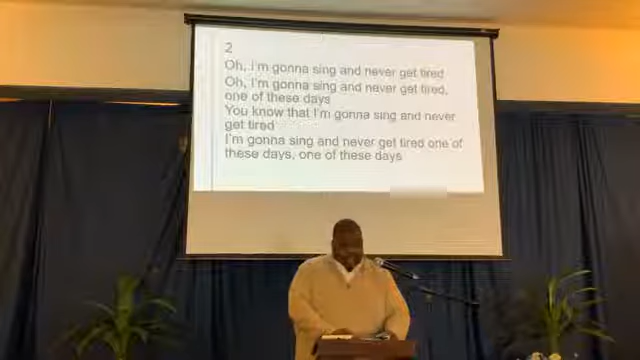 2
Oh, I'm gonna sing and never get tired
Oh, I'm gonna sing and never get tired,
one of these days
You know that I'm gonna sing and never
get tired
I'm gonna sing and never get tired one of
these days, one of these days